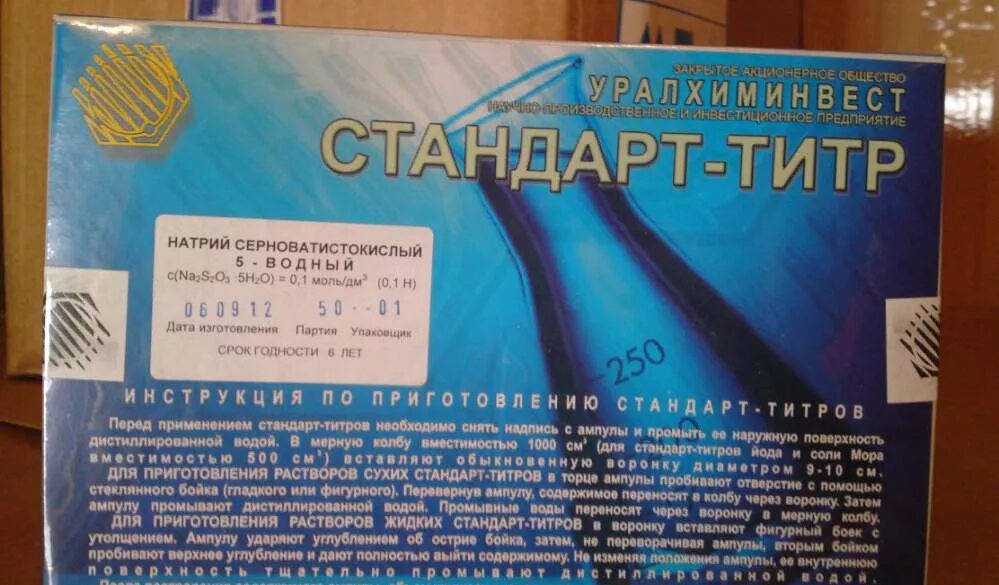 ЗАКРЫТОЕ АКЦИОНЕРНОЕ ОБЩЕСТВО
УРАЛХИМИНВЕСТ
НАУЧНО-ПРОИЗВОДСТВЕННОЕ И ИНВЕСТИЦИОННОЕ ПРЕДПРИЯТИЕ
СТАНДАРТ-ТИТР
НАТРИЙ СЕРНОВАТИСТОКИСЛЫЙ
5 - ВОДНЫЙ
с(Na₂S₂O₃ ·5H₂O) = 0,1 моль/дм³ (0,1 Н)
060912 50--01
Дата изготовления Партия Упаковщик
СРОК ГОДНОСТИ 6 ЛЕТ
-250
ИНСТРУКЦИЯ ПО ПРИГОТОВЛЕНИЮ СТАНДАРТ-ТИТРОВ
Перед применением стандарт-титров необходимо снять надпись с ампулы и промыть ее наружную поверхность
дистиллированной водой. В мерную колбу вместимостью 1000 см³ (для стандарт-титров йода и соли Мора
вместимостью 500 см³) вставляют обыкновенную воронку диаметром 9-10 см.
ДЛЯ ПРИГОТОВЛЕНИЯ РАСТВОРОВ СУХИХ СТАНДАРТ-ТИТРОВ в торце ампулы пробивают отверстие с помощью
стеклянного бойка (гладкого или фигурного). Перевернув ампулу, содержимое переносят в колбу через воронку. Затем
ампулу промывают дистиллированной водой. Промывные воды переносят через воронку в мерную колбу.
ДЛЯ ПРИГОТОВЛЕНИЯ РАСТВОРОВ ЖИДКИХ СТАНДАРТ-ТИТРОВ в воронку вставляют фигурный боек с
утолщением. Ампулу ударяют углублением об острие бойка, затем, не переворачивая ампулы, вторым бойком
пробивают верхнее углубление и дают полностью выйти содержимому. Не изменяя положения ампулы, ее внутреннюю
поверхность тщательно промывают дистиллированной водой.